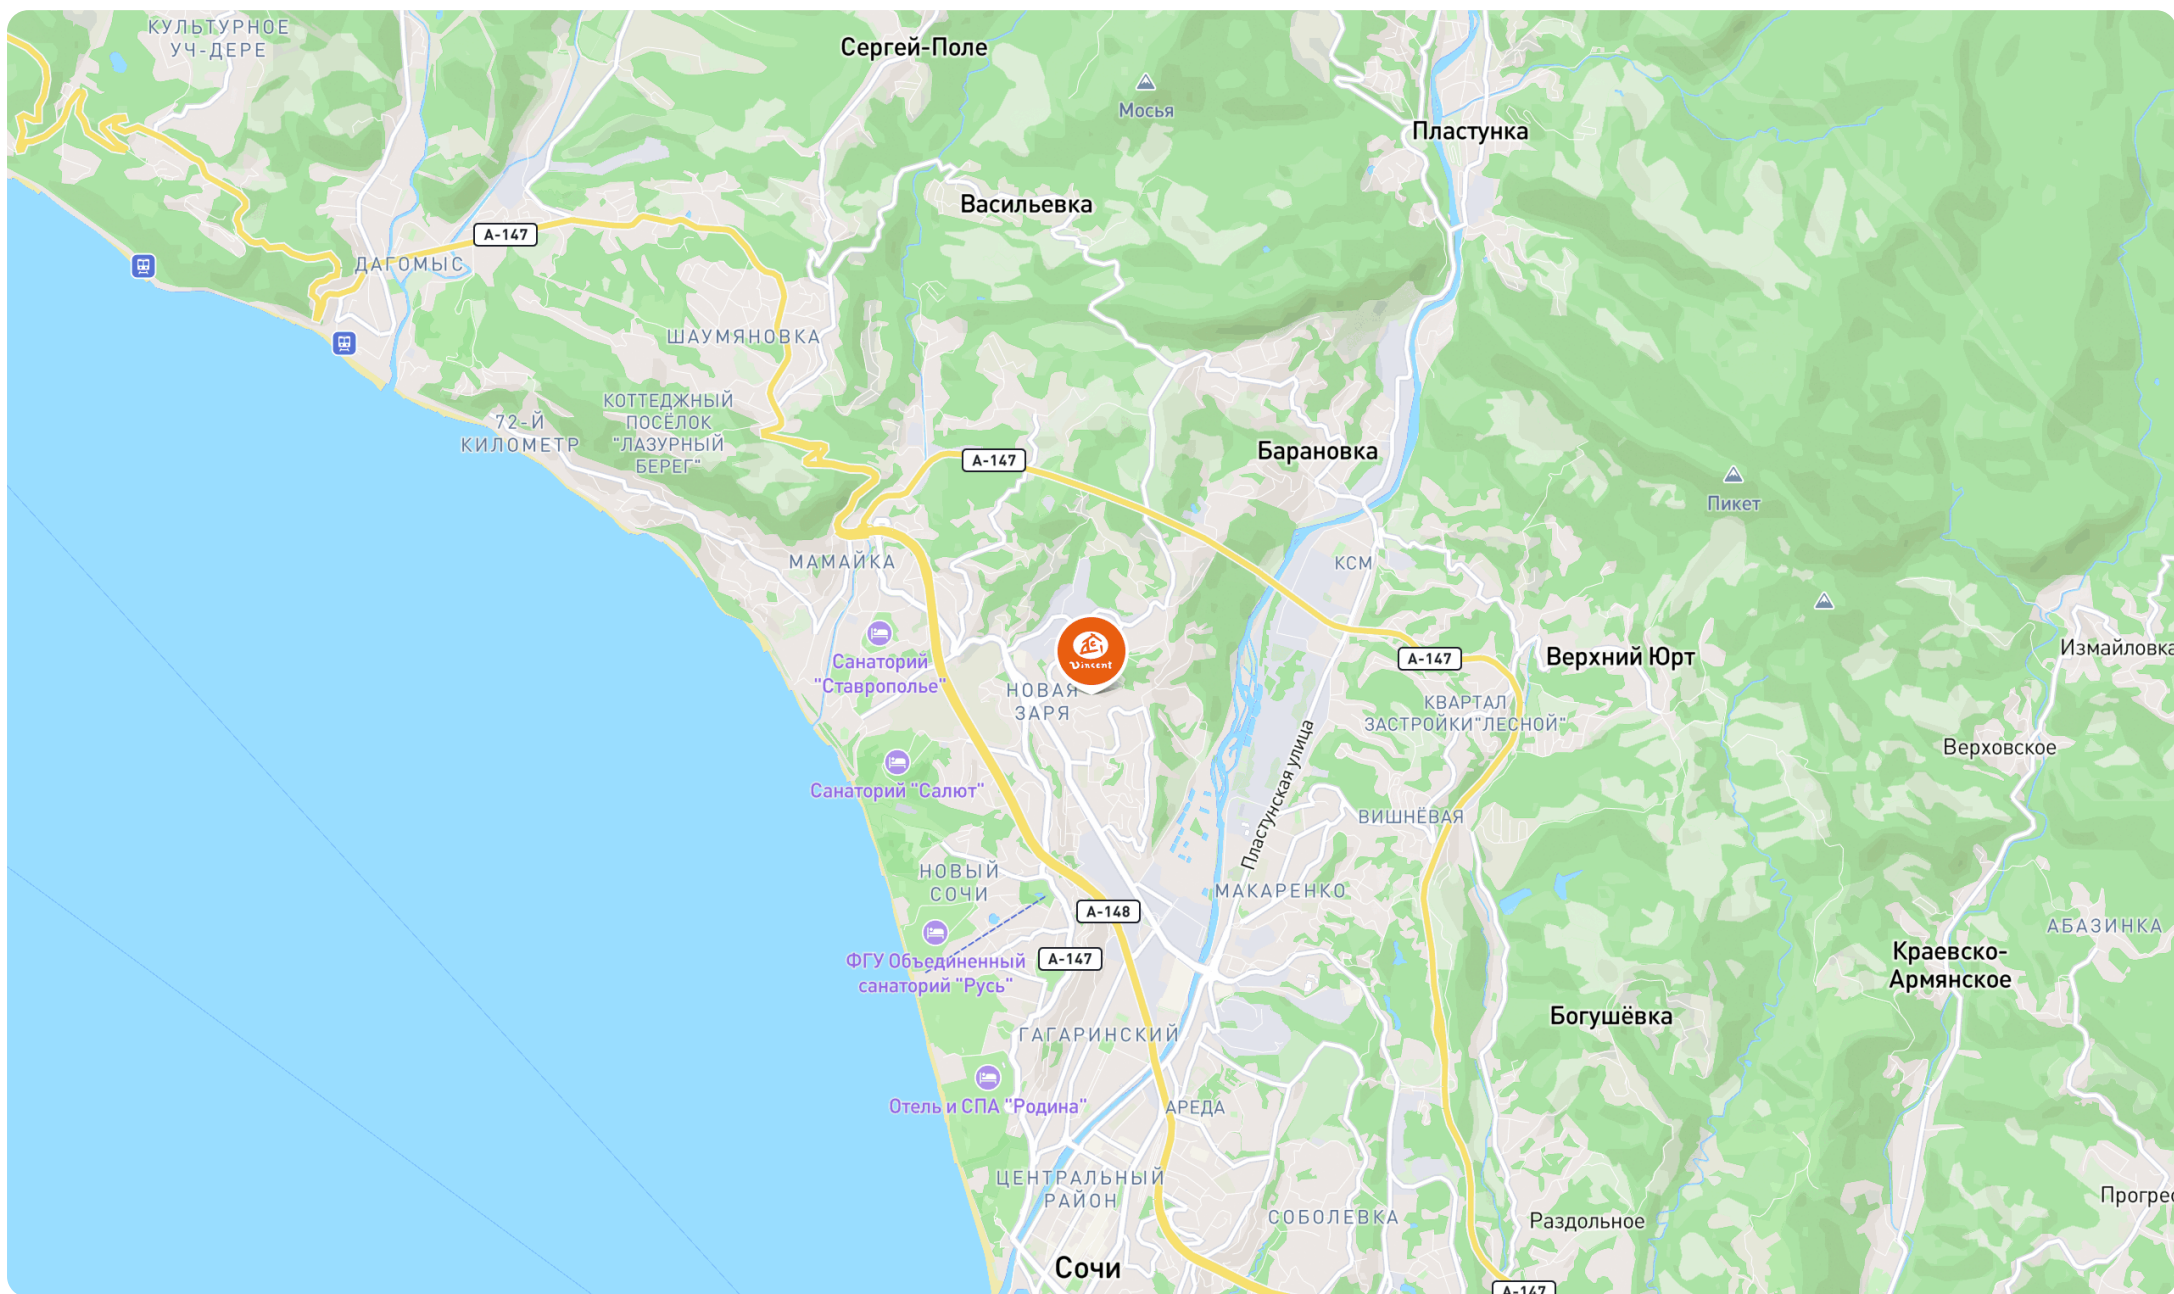 КУЛЬТУРНОЕ
УЧ-ДЕРЕ
Сергей-Поле
Мосья
Пластунка
Васильевка
А-147
ДАГОМЫС
ШАУМЯНОВКА
КОТТЕДЖНЫЙ
ПОСЁЛОК
"ЛАЗУРНЫЙ
БЕРЕГ"
72-Й
КИЛОМЕТР
А-147
Барановка
Пикет
МАМАЙКА
КСМ
Санаторий
"Ставрополье"
Vincent
НОВАЯ
ЗАРЯ
А-147
Верхний Юрт
Измайловка
КВАРТАЛ
ЗАСТРОЙКИ"ЛЕСНОЙ"
Верховское
Санаторий "Салют"
Пластунская улица
ВИШНЁВАЯ
НОВЫЙ
СОЧИ
МАКАРЕНКО
А-148
АБАЗИНКА
А-147
ФГУ Объединенный
санаторий "Русь"
Краевско-
Армянское
Богушёвка
ГАГАРИНСКИЙ
Отель и СПА "Родина"
АРЕДА
ЦЕНТРАЛЬНЫЙ
РАЙОН
СОБОЛЕВКА
Раздольное
Прогрес
Сочи
А-147